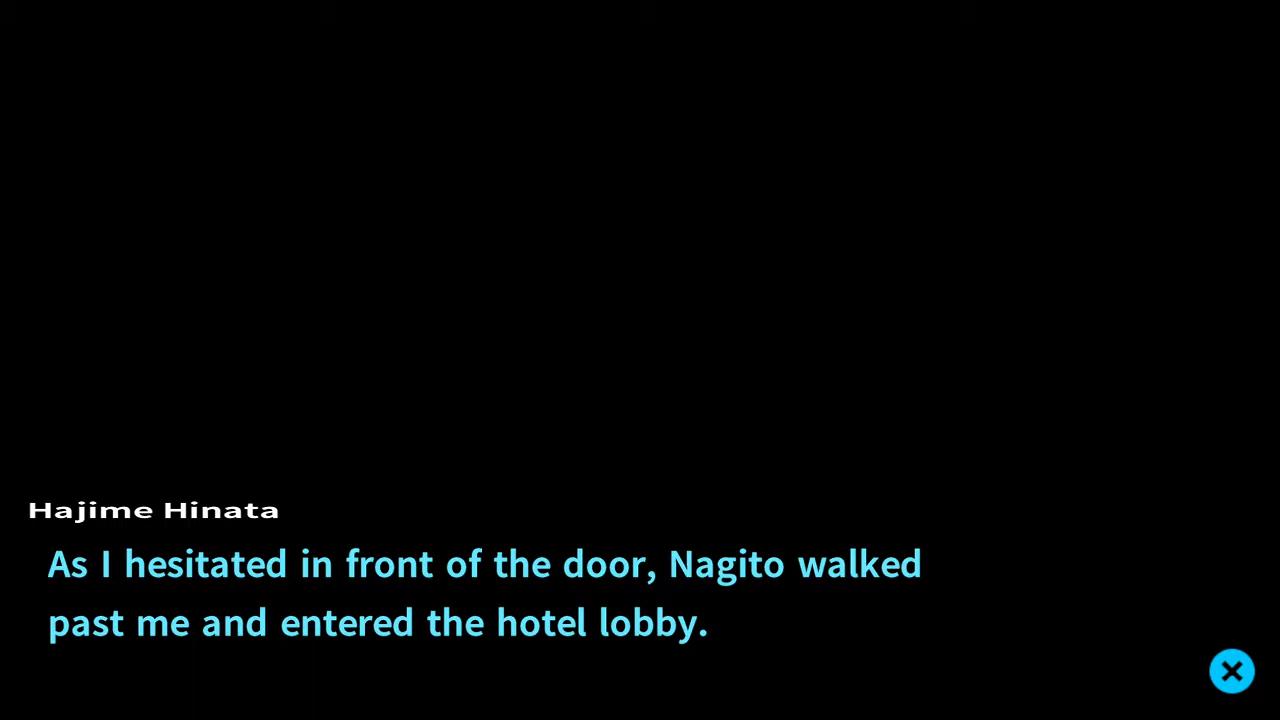 Hajime Hinata
As I hesitated in front of the door, Nagito walked
past me and entered the hotel lobby.